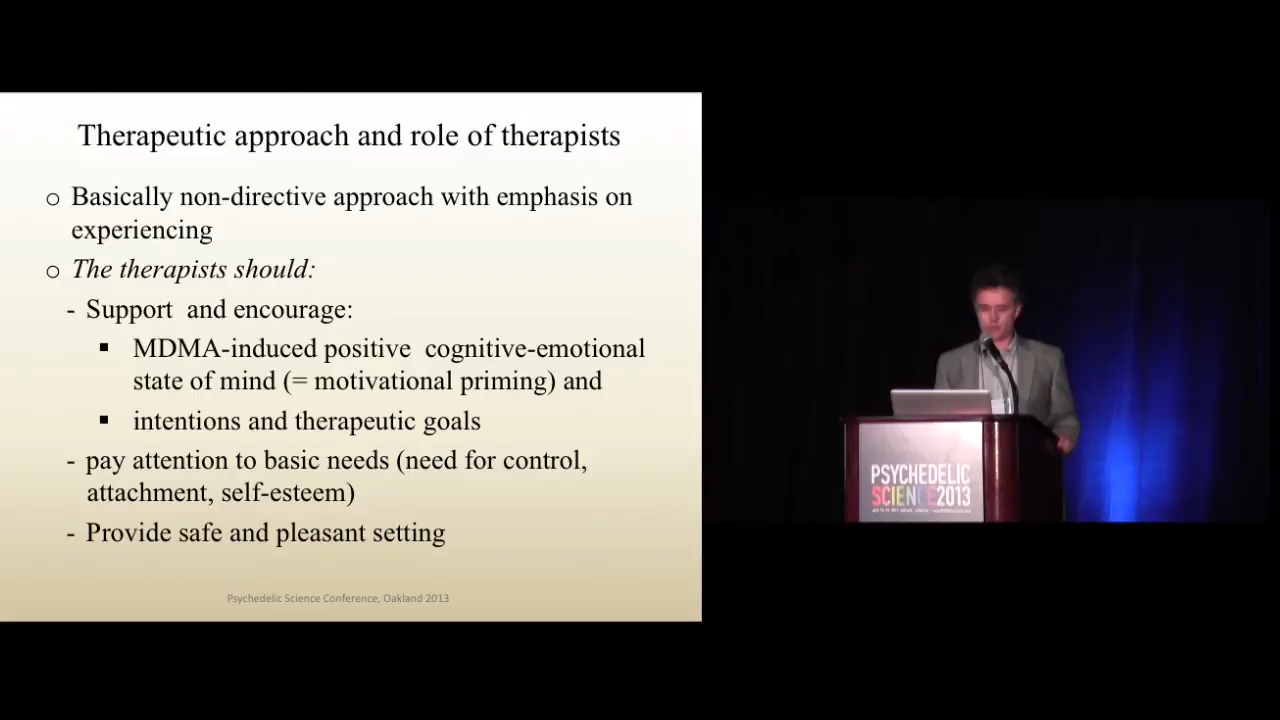 Therapeutic approach and role of therapists
○ Basically non-directive approach with emphasis on
experiencing
○ The therapists should:
- Support and encourage:
▪ MDMA-induced positive cognitive-emotional
state of mind (= motivational priming) and
▪ intentions and therapeutic goals
- pay attention to basic needs (need for control,
attachment, self-esteem)
- Provide safe and pleasant setting
Psychedelic Science Conference, Oakland 2013
PSYCHEDELIC
SCIENCE2013